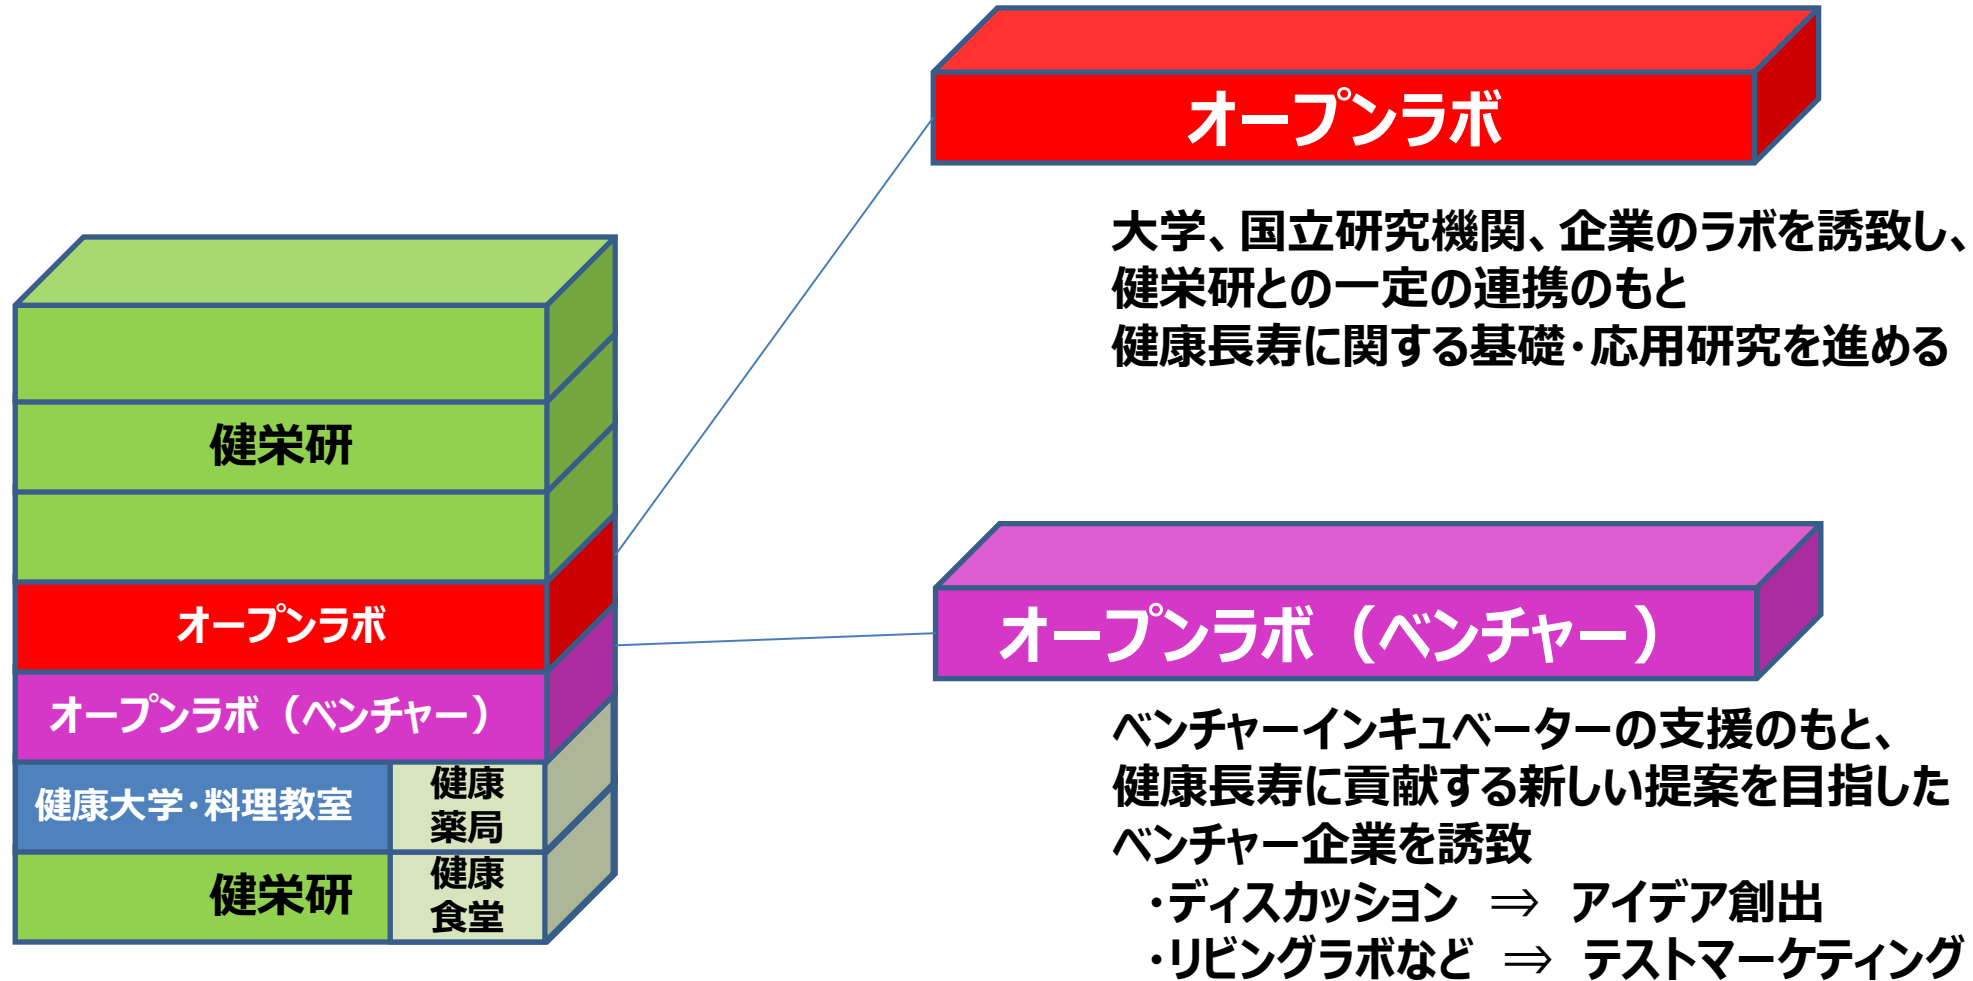 健栄研
オープンラボ
オープンラボ（ベンチャー）
健康大学・料理教室
健康
薬局
健栄研
健康
食堂
オープンラボ
大学、国立研究機関、企業のラボを誘致し、
健栄研との一定の連携のもと
健康長寿に関する基礎・応用研究を進める
オープンラボ（ベンチャー）
ベンチャーインキュベーターの支援のもと、
健康長寿に貢献する新しい提案を目指した
ベンチャー企業を誘致
・ディスカッション ⇒ アイデア創出
・リビングラボなど ⇒ テストマーケティング